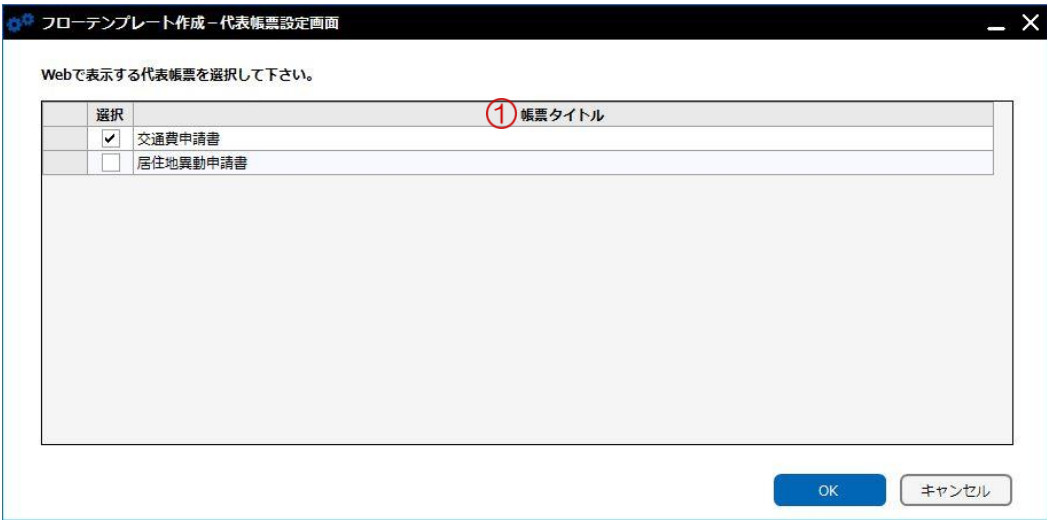 フローテンプレート作成－代表帳票設定画面
Webで表示する代表帳票を選択して下さい。
選択 ①帳票タイトル
交通費申請書
居住地異動申請書
OK キャンセル